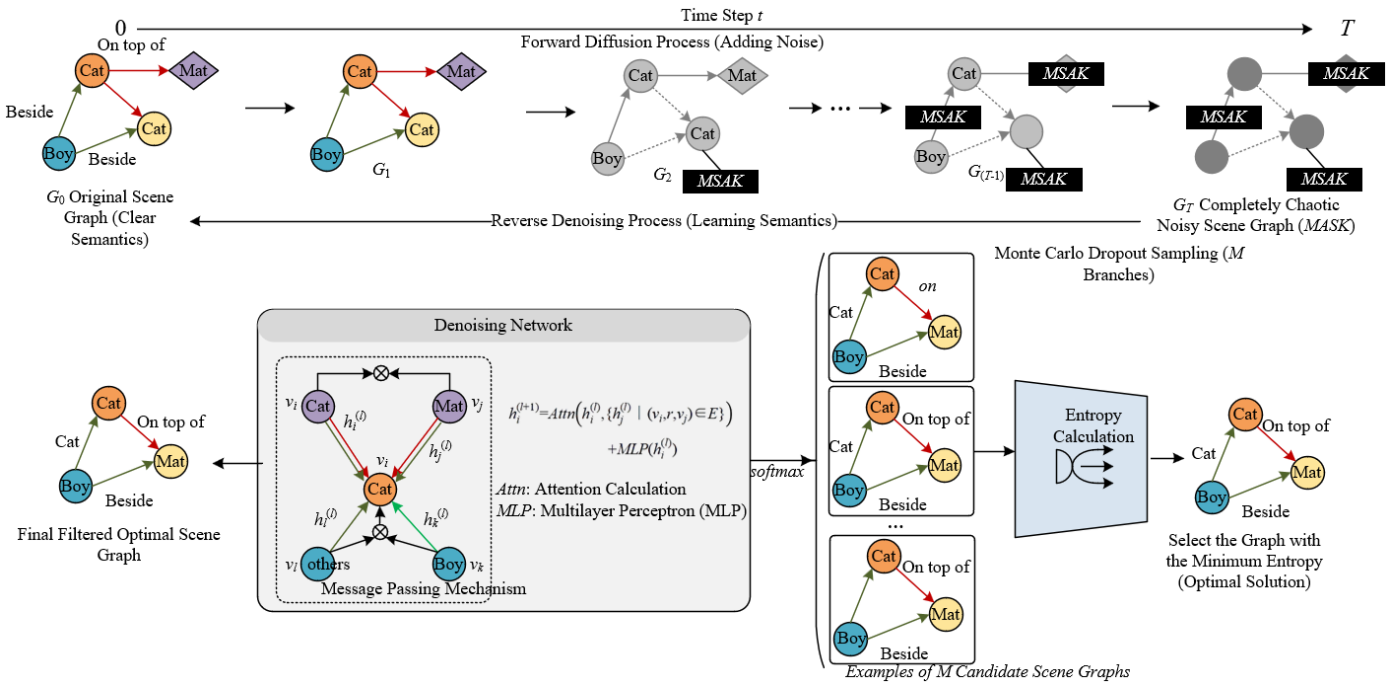 0
Time Step t
T
Forward Diffusion Process (Adding Noise)
On top of
Cat
Mat
Beside
Cat
Boy
Beside
Cat
Mat
Cat
Boy
G1
Cat
Mat
Cat
Boy
G2
MSAK
...
Cat
MSAK
MSAK
Boy
G(T-1)
MSAK
MSAK
MSAK
MSAK
G0 Original Scene
Graph (Clear
Semantics)
Reverse Denoising Process (Learning Semantics)
GT Completely Chaotic
Noisy Scene Graph (MASK)
Monte Carlo Dropout Sampling (M
Branches)
Denoising Network
vi
Cat
hi(l)
Mat
vj
hj(l)
vi
Cat
hl(l)
hk(l)
vl
others
Boy
vk
Message Passing Mechanism
hi(l+1)=Attn(hi(l),{hj(l) | (vi,r,vj)∈E})
+MLP(hi(l))
Attn: Attention Calculation
MLP: Multilayer Perceptron (MLP)
Cat
On top of
Cat
Mat
Boy
Beside
Final Filtered Optimal Scene
Graph
softmax
Cat
on
Cat
Mat
Boy
Beside
Cat
On top of
Cat
Mat
Boy
Beside
...
Cat
On top of
Mat
Boy
Beside
Examples of M Candidate Scene Graphs
Entropy
Calculation
Cat
On top of
Cat
Mat
Boy
Beside
Select the Graph with
the Minimum Entropy
(Optimal Solution)